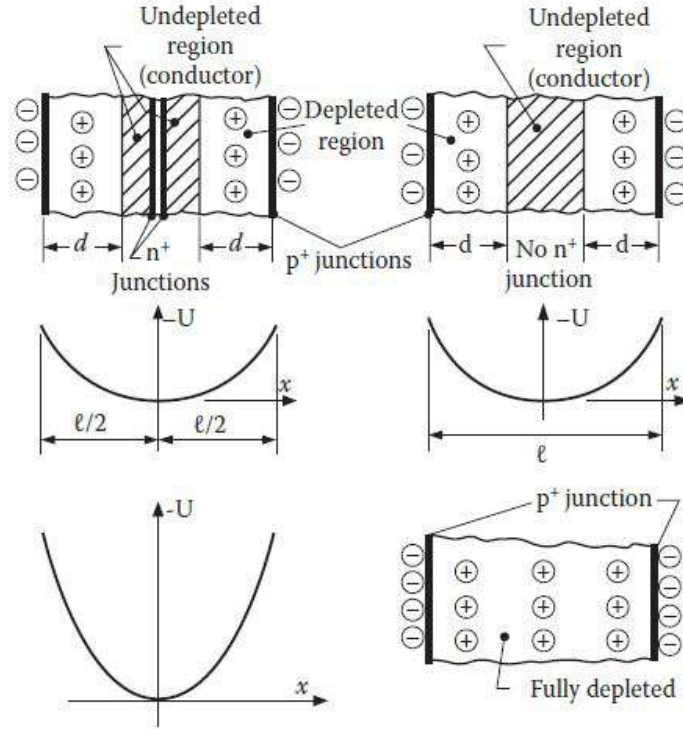 Undepleted
region
(conductor)
Undepleted
region
(conductor)
Depleted
region
d
n+
d
p+ junctions
d
No n+
junction
d
Junctions
–U
x
ℓ/2
ℓ/2
–U
x
ℓ
-U
x
p+ junction
Fully depleted